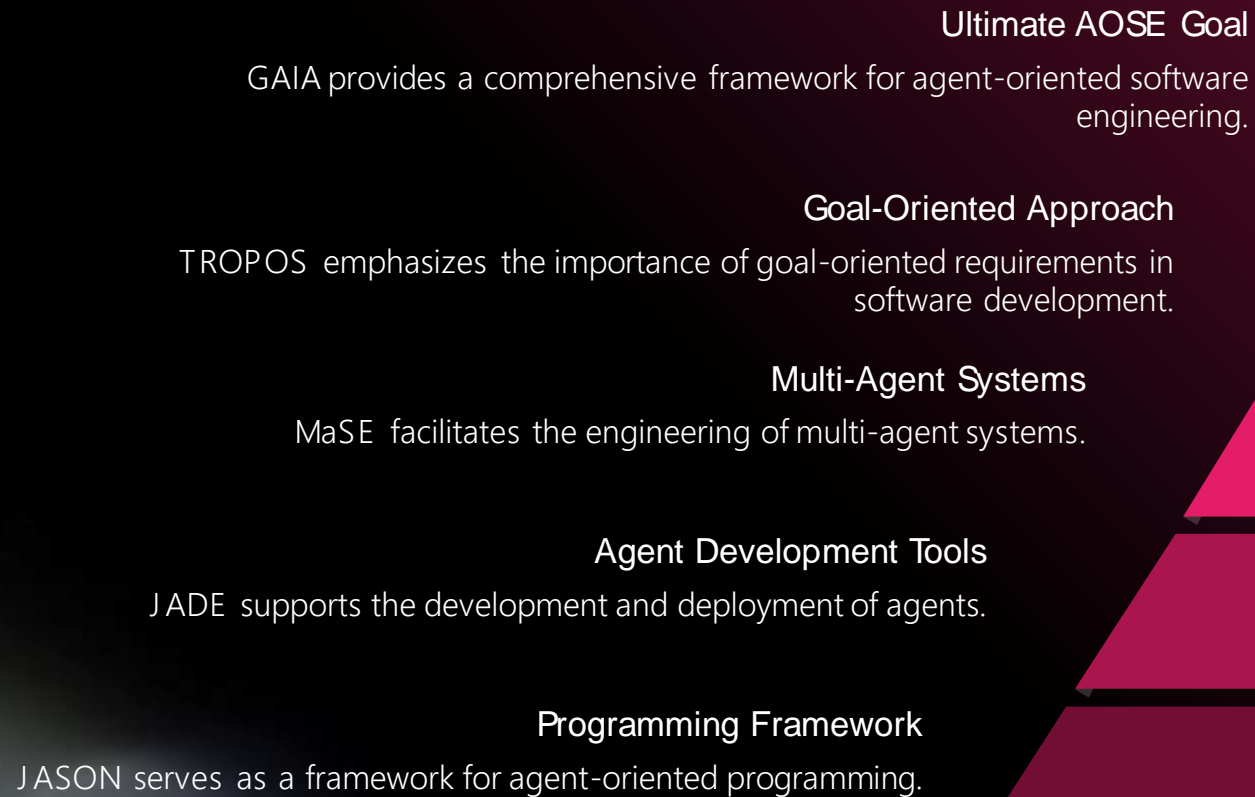 Ultimate AOSE Goal
GAIA provides a comprehensive framework for agent-oriented software
engineering.
Goal-Oriented Approach
TROPOS emphasizes the importance of goal-oriented requirements in
software development.
Multi-Agent Systems
MaSE facilitates the engineering of multi-agent systems.
Agent Development Tools
JADE supports the development and deployment of agents.
Programming Framework
JASON serves as a framework for agent-oriented programming.